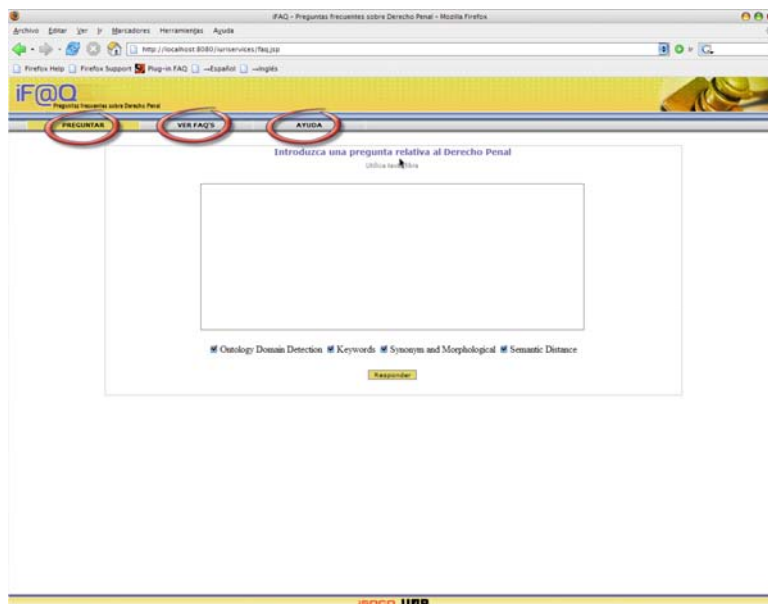 iFAQ - Preguntas frecuentes sobre Derecho Penal - Mozilla Firefox
Archivo Editar Ver Ir Marcadores Herramientas Ayuda
http://localhost:8080/iurservices/faq.jsp
Firefox Help Firefox Support Plug-in FAQ →Español →Inglés
iF@Q
Preguntas frecuentes sobre Derecho Penal
PREGUNTAR VER FAQ'S AYUDA
Introduzca una pregunta relativa al Derecho Penal
Utilice texto libre
Ontology Domain Detection Keywords Synonym and Morphological Semantic Distance
Responder